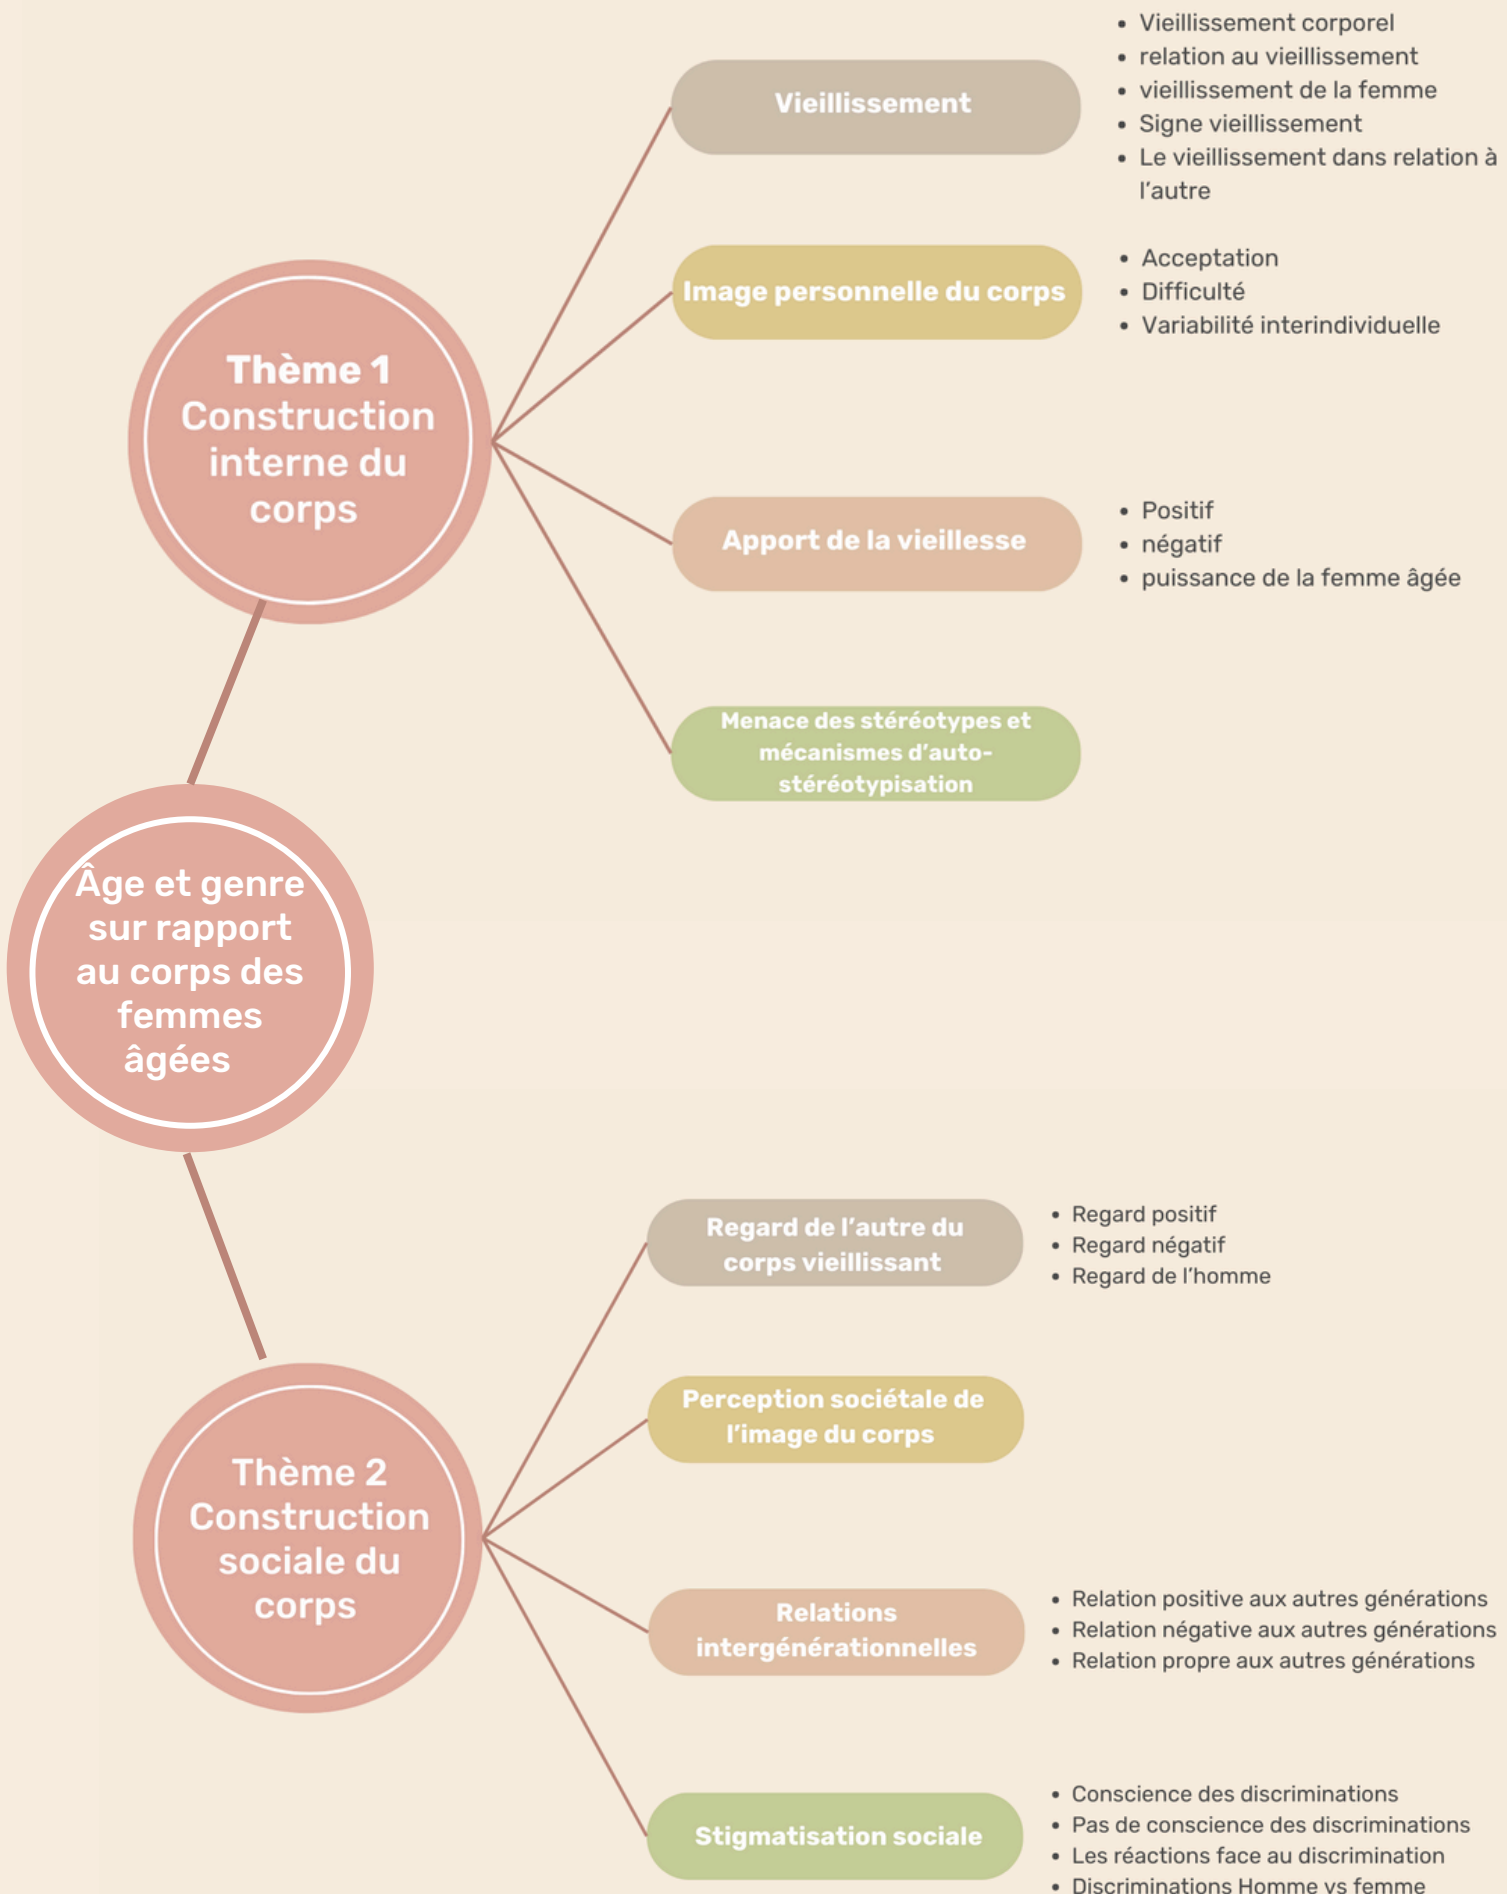 Vieillissement
• Vieillissement corporel
• relation au vieillissement
• vieillissement de la femme
• Signe vieillissement
• Le vieillissement dans relation à
l'autre
Image personnelle du corps
• Acceptation
• Difficulté
• Variabilité interindividuelle
Thème 1
Construction
interne du
corps
Apport de la vieillesse
• Positif
• négatif
• puissance de la femme âgée
Menace des stéréotypes et
mécanismes d'auto-
stéréotypisation
Âge et genre
sur rapport
au corps des
femmes
âgées
Regard de l'autre du
corps vieillissant
• Regard positif
• Regard négatif
• Regard de l'homme
Perception sociétale de
l'image du corps
Thème 2
Construction
sociale du
corps
Relations
intergénérationnelles
• Relation positive aux autres générations
• Relation négative aux autres générations
• Relation propre aux autres générations
Stigmatisation sociale
• Conscience des discriminations
• Pas de conscience des discriminations
• Les réactions face au discrimination
• Discriminations Homme vs femme